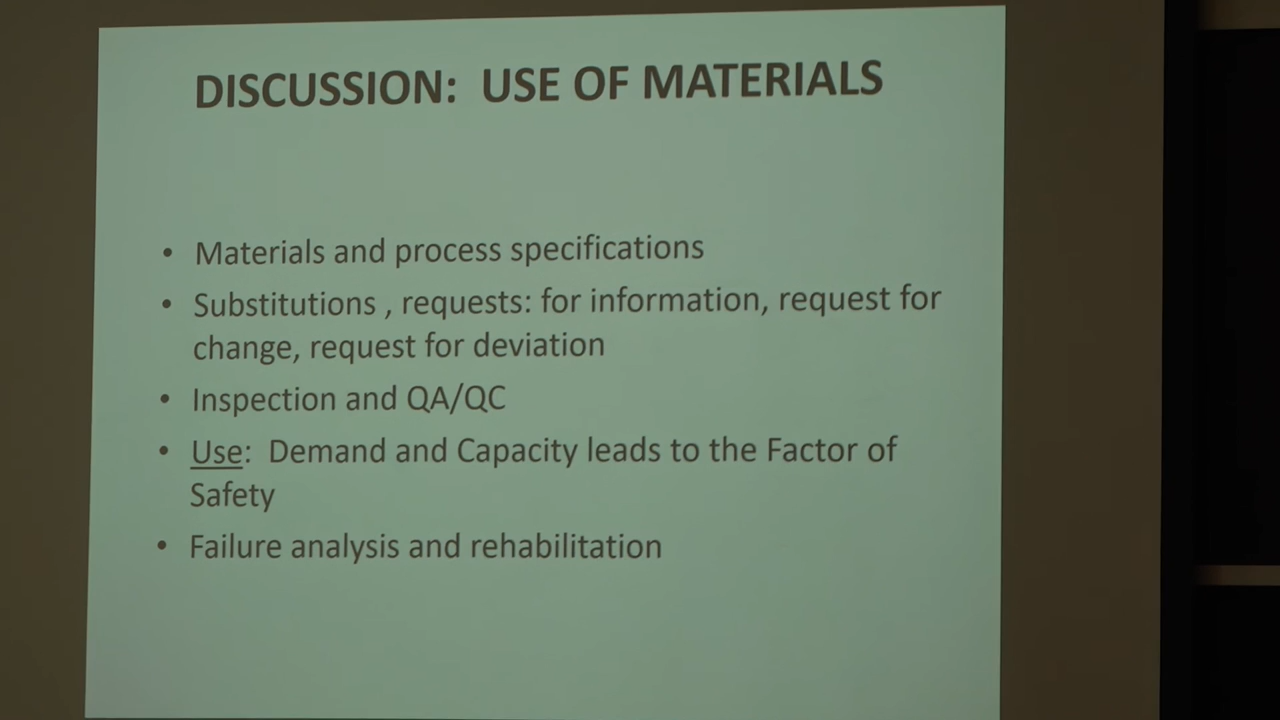 DISCUSSION: USE OF MATERIALS
• Materials and process specifications
• Substitutions , requests: for information, request for
change, request for deviation
• Inspection and QA/QC
• Use: Demand and Capacity leads to the Factor of
Safety
• Failure analysis and rehabilitation